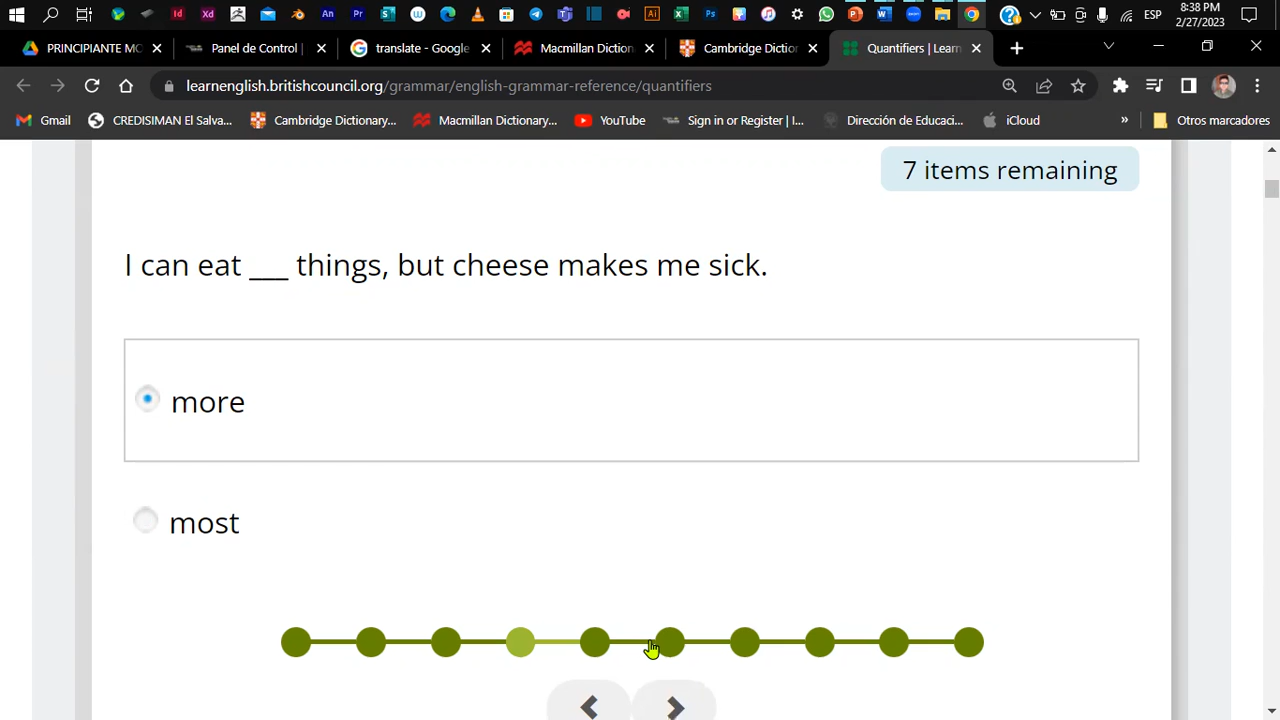 8:38 PM
ESP
2/27/2023
PRINCIPIANTE MO
Panel de Control |
translate - Google
Macmillan Diction
Cambridge Dictio
Quantifiers | Learn
learnenglish.britishcouncil.org/grammar/english-grammar-reference/quantifiers
Gmail
CREDISIMAN El Salva...
Cambridge Dictionary...
Macmillan Dictionary...
YouTube
Sign in or Register | I...
Dirección de Educaci...
iCloud
»
Otros marcadores
7 items remaining
I can eat ___ things, but cheese makes me sick.
more
most